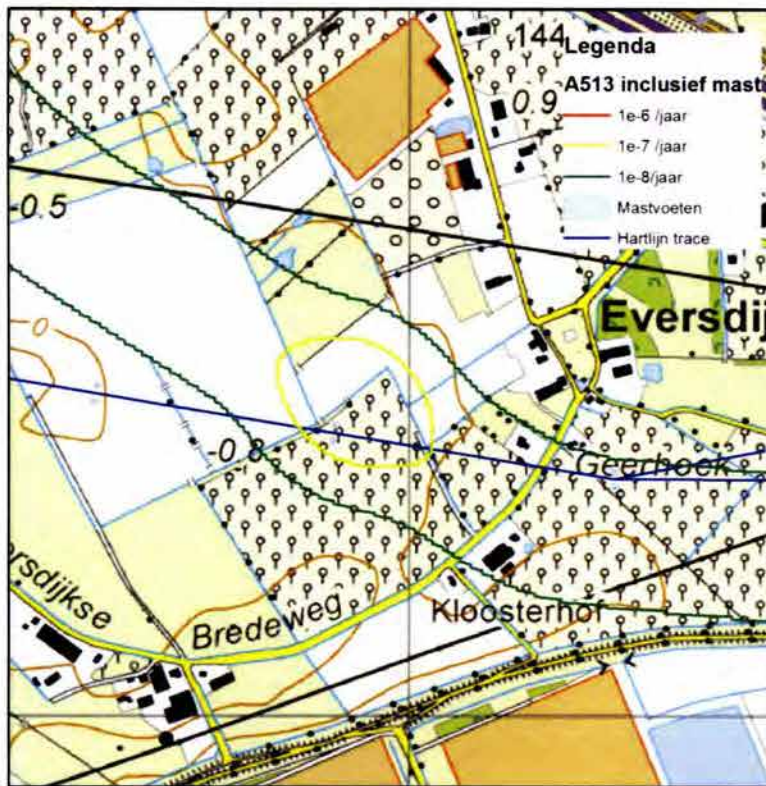 144
Legenda
A513 inclusief mast
0.9
1e-6 /jaar
1e-7 /jaar
1e-8/jaar
Mastvoeten
Hartlijn trace
-0.5
0
Eversdij
-0.8
Geerhoek
ersdijkse
Bredeweg
Kloosterhof